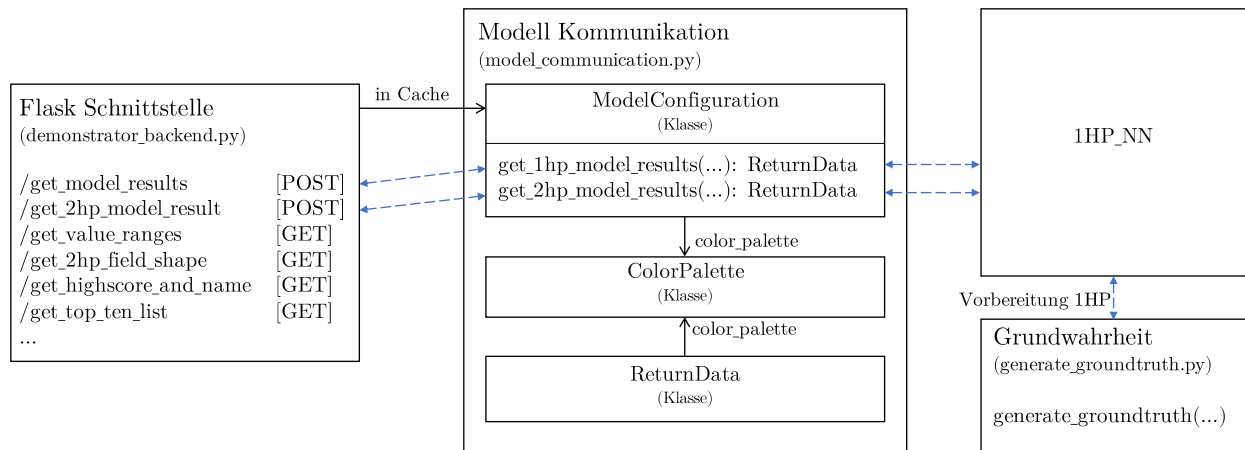 Flask Schnittstelle
(demonstrator_backend.py)
/get_model_results [POST]
/get_2hp_model_result [POST]
/get_value_ranges [GET]
/get_2hp_field_shape [GET]
/get_highscore_and_name [GET]
/get_top_ten_list [GET]
...
in Cache
Modell Kommunikation
(model_communication.py)
ModelConfiguration
(Klasse)
get_1hp_model_results(...): ReturnData
get_2hp_model_results(...): ReturnData
color_palette
ColorPalette
(Klasse)
color_palette
ReturnData
(Klasse)
1HP_NN
Vorbereitung 1HP
Grundwahrheit
(generate_groundtruth.py)
generate_groundtruth(...)